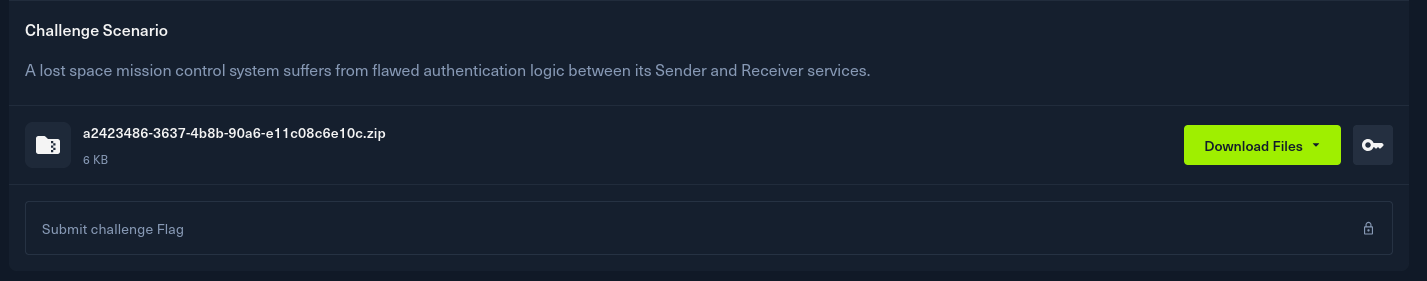 Challenge Scenario
A lost space mission control system suffers from flawed authentication logic between its Sender and Receiver services.
a2423486-3637-4b8b-90a6-e11c08c6e10c.zip
6 KB
Download Files
Submit challenge Flag